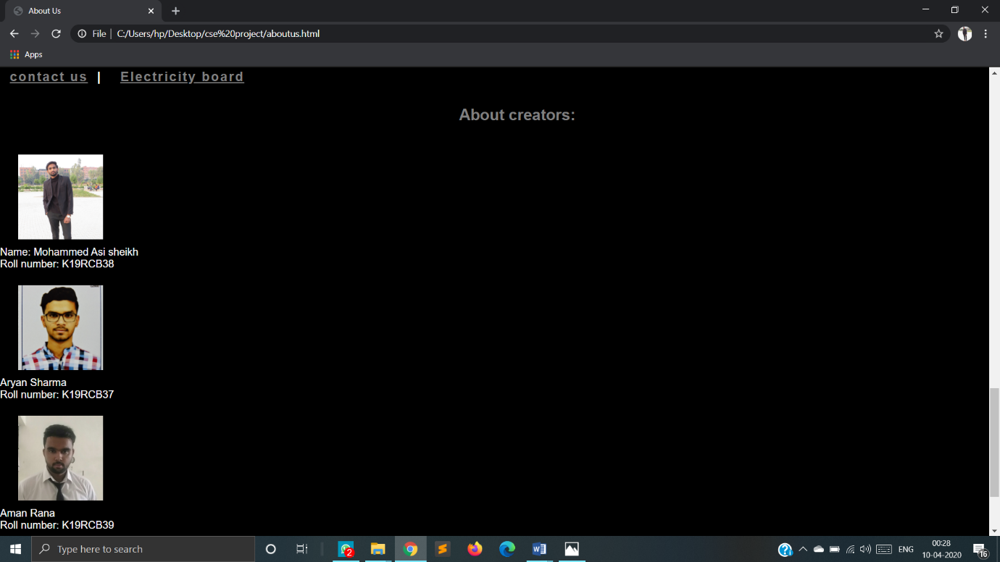 About Us
File | C:/Users/hp/Desktop/cse%20project/aboutus.html
Apps
contact us | Electricity board
About creators:
Name: Mohammed Asi sheikh
Roll number: K19RCB38
Aryan Sharma
Roll number: K19RCB37
Aman Rana
Roll number: K19RCB39
Type here to search
2
ENG
00:28
10-04-2020
16